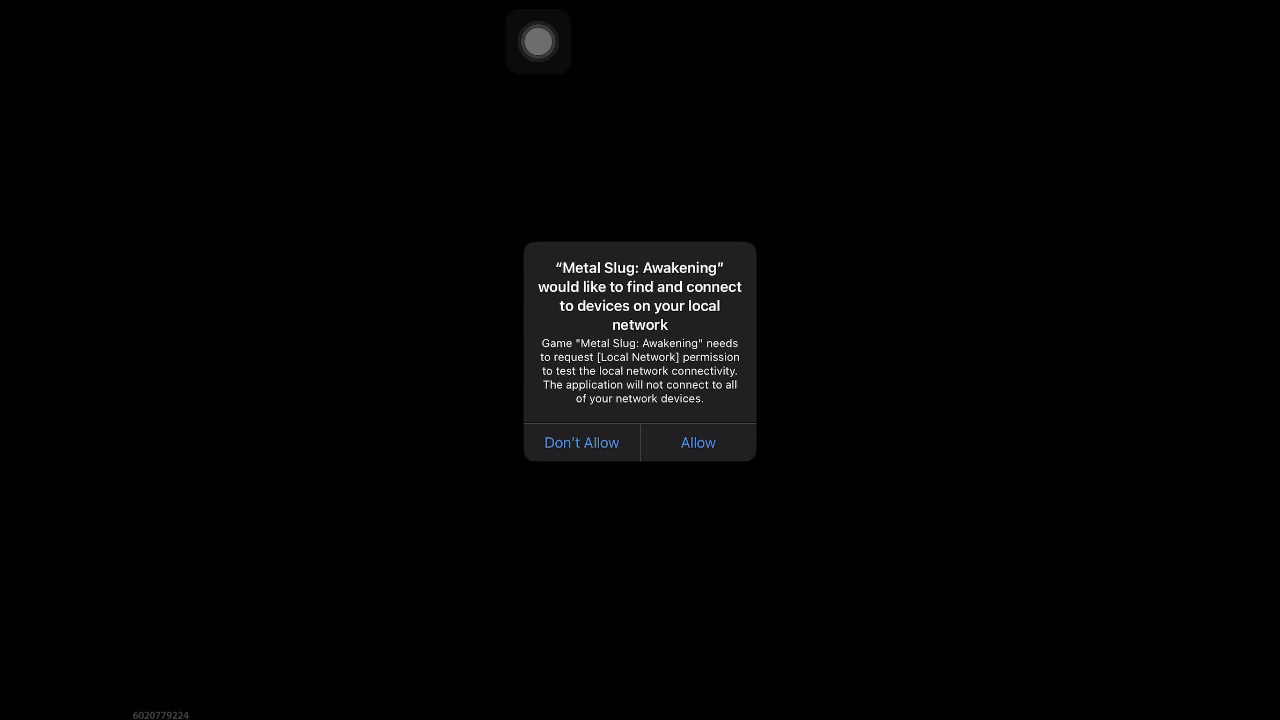 “Metal Slug: Awakening”
would like to find and connect
to devices on your local
network
Game "Metal Slug: Awakening" needs
to request [Local Network] permission
to test the local network connectivity.
The application will not connect to all
of your network devices.
Don’t Allow
Allow
6020779224